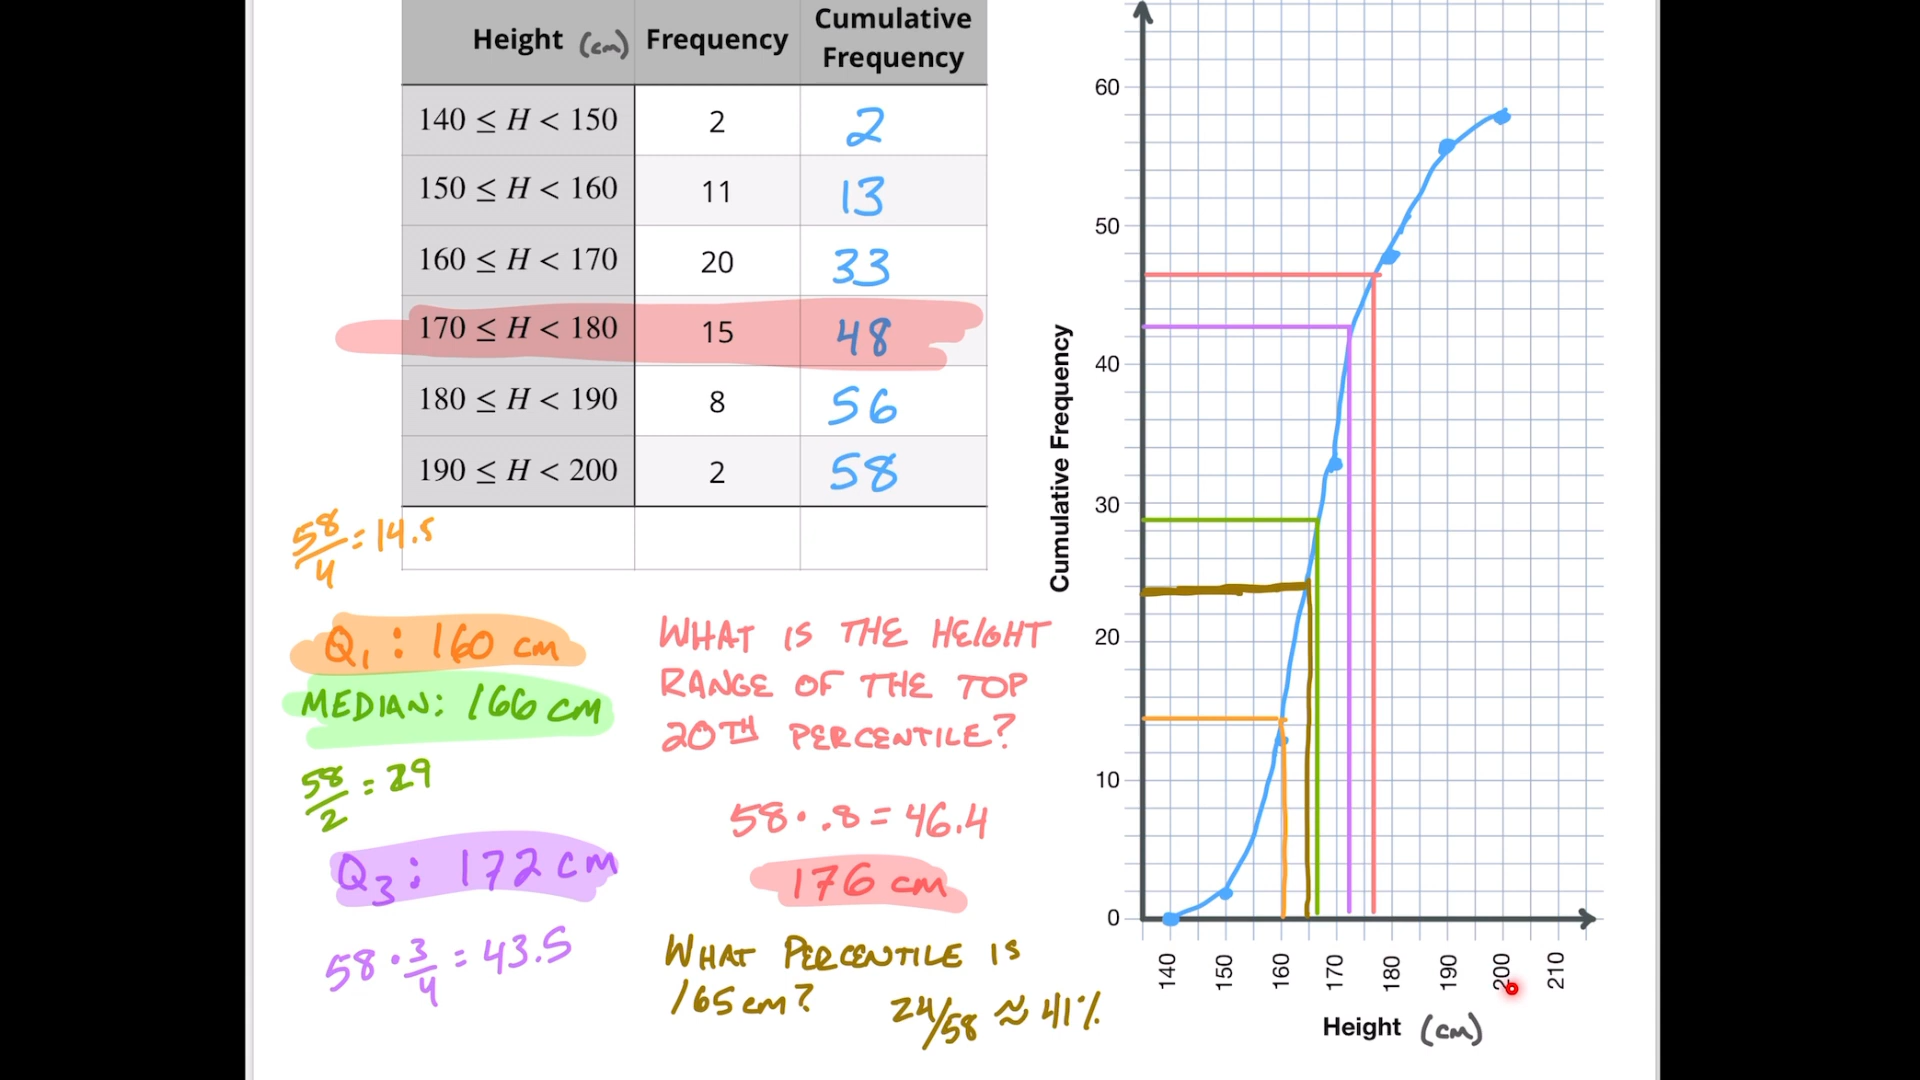 Height (cm) Frequency Cumulative Frequency
140 ≤ H < 150 2 2
150 ≤ H < 160 11 13
160 ≤ H < 170 20 33
170 ≤ H < 180 15 48
180 ≤ H < 190 8 56
190 ≤ H < 200 2 58
58/4 = 14.5
Q1: 160 cm
MEDIAN: 166 cm
58/2 = 29
Q3: 172 cm
58 · 3/4 = 43.5
WHAT IS THE HEIGHT
RANGE OF THE TOP
20TH PERCENTILE?
58 · .8 = 46.4
176 cm
WHAT PERCENTILE IS
165cm? 24/58 ≈ 41%
Cumulative Frequency
60
50
40
30
20
10
0
140 150 160 170 180 190 200 210
Height (cm)